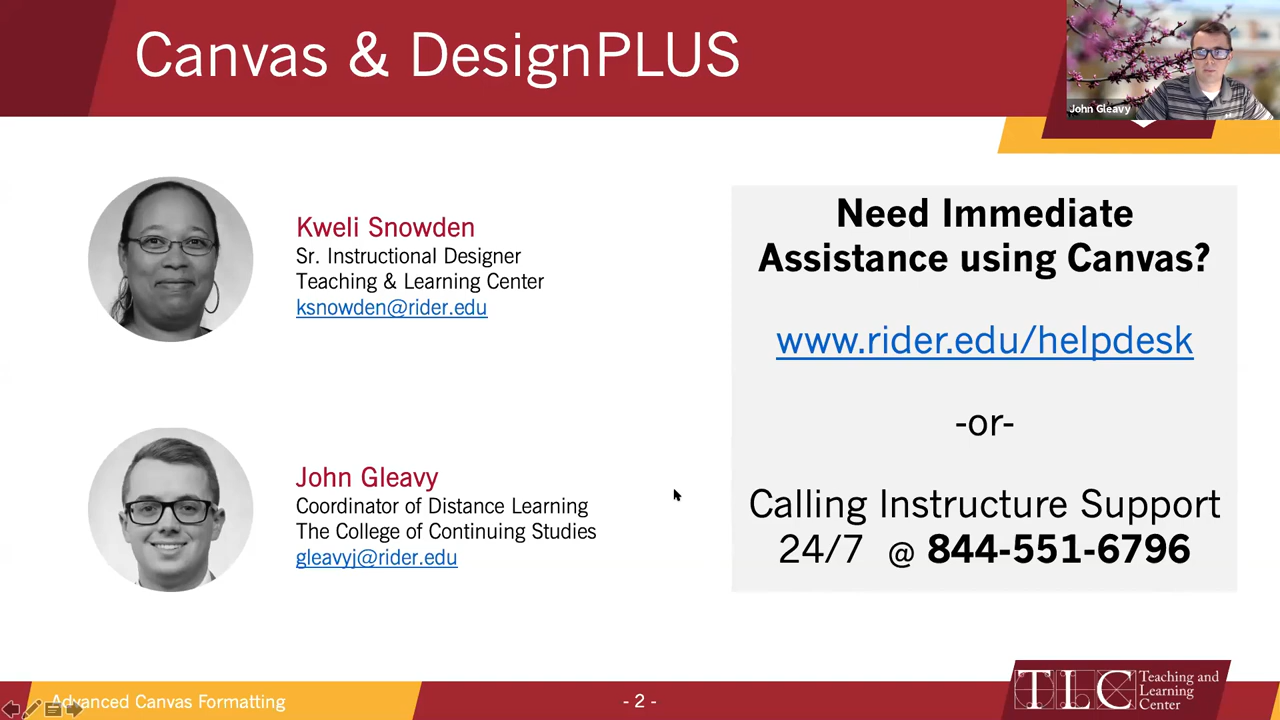 Canvas & DesignPLUS
John Gleavy
Kweli Snowden
Sr. Instructional Designer
Teaching & Learning Center
ksnowden@rider.edu
John Gleavy
Coordinator of Distance Learning
The College of Continuing Studies
gleavyj@rider.edu
Need Immediate
Assistance using Canvas?
www.rider.edu/helpdesk
-or-
Calling Instructure Support
24/7 @ 844-551-6796
Advanced Canvas Formatting
- 2 -
TLC
Teaching and
Learning
Center